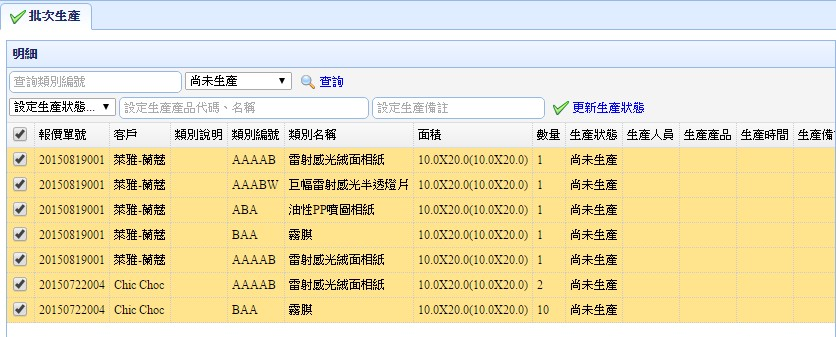 批次生產
明細
查詢類別編號 尚未生產 查詢
設定生產狀態... 設定生產產品代碼、名稱 設定生產備註 更新生產狀態
報價單號 客戶 類別說明 類別編號 類別名稱 面積 數量 生產狀態 生產人員 生產產品 生產時間 生產備
20150819001 萊雅-蘭蔻 AAAAB 雷射感光絨面相紙 10.0X20.0(10.0X20.0) 1 尚未生產
20150819001 萊雅-蘭蔻 AAABW 巨幅雷射感光半透燈片 10.0X20.0(10.0X20.0) 1 尚未生產
20150819001 萊雅-蘭蔻 ABA 油性PP噴圖相紙 10.0X20.0(10.0X20.0) 1 尚未生產
20150819001 萊雅-蘭蔻 BAA 霧膜 10.0X20.0(10.0X20.0) 1 尚未生產
20150819001 萊雅-蘭蔻 AAAAB 雷射感光絨面相紙 10.0X20.0(10.0X20.0) 1 尚未生產
20150722004 Chic Choc AAAAB 雷射感光絨面相紙 10.0X20.0(10.0X20.0) 2 尚未生產
20150722004 Chic Choc BAA 霧膜 10.0X20.0(10.0X20.0) 10 尚未生產